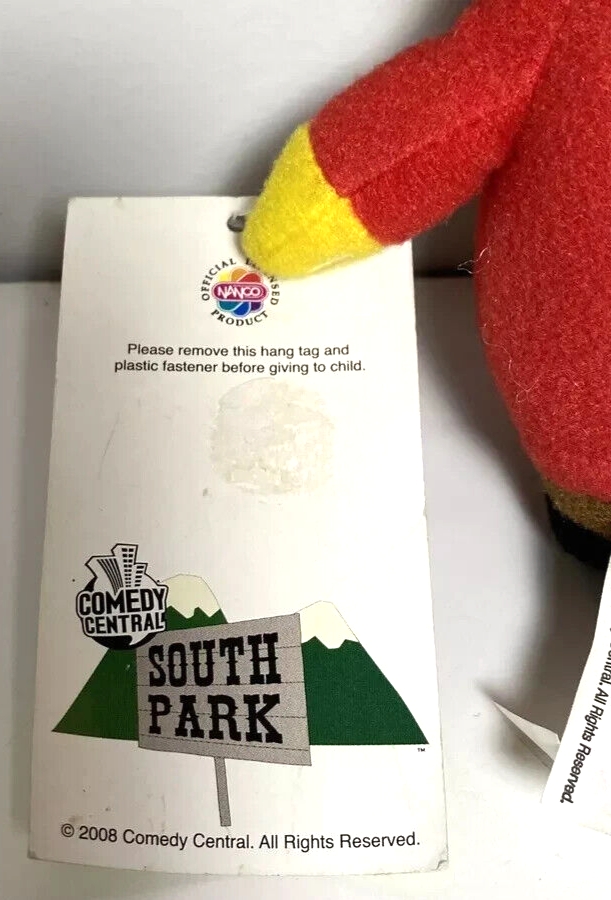 OFFICIAL LICENSED PRODUCT
NANCO
Please remove this hang tag and
plastic fastener before giving to child.
COMEDY
CENTRAL
SOUTH
PARK
TM
© 2008 Comedy Central. All Rights Reserved.
Central. All Rights Reserved.